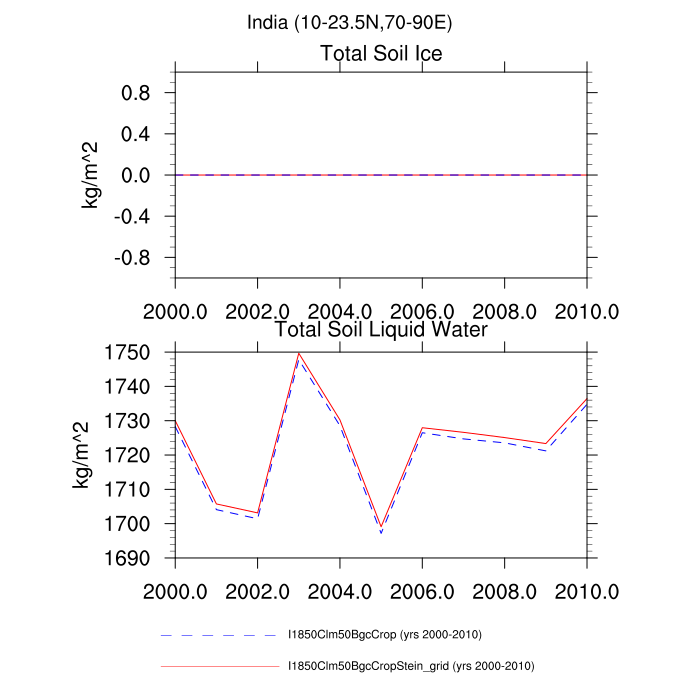 India (10-23.5N,70-90E)
Total Soil Ice
0.8
0.4
0.0
-0.4
-0.8
kg/m^2
2000.0 2002.0 2004.0 2006.0 2008.0 2010.0
Total Soil Liquid Water
1750
1740
1730
1720
1710
1700
1690
kg/m^2
2000.0 2002.0 2004.0 2006.0 2008.0 2010.0
I1850Clm50BgcCrop (yrs 2000-2010)
I1850Clm50BgcCropStein_grid (yrs 2000-2010)